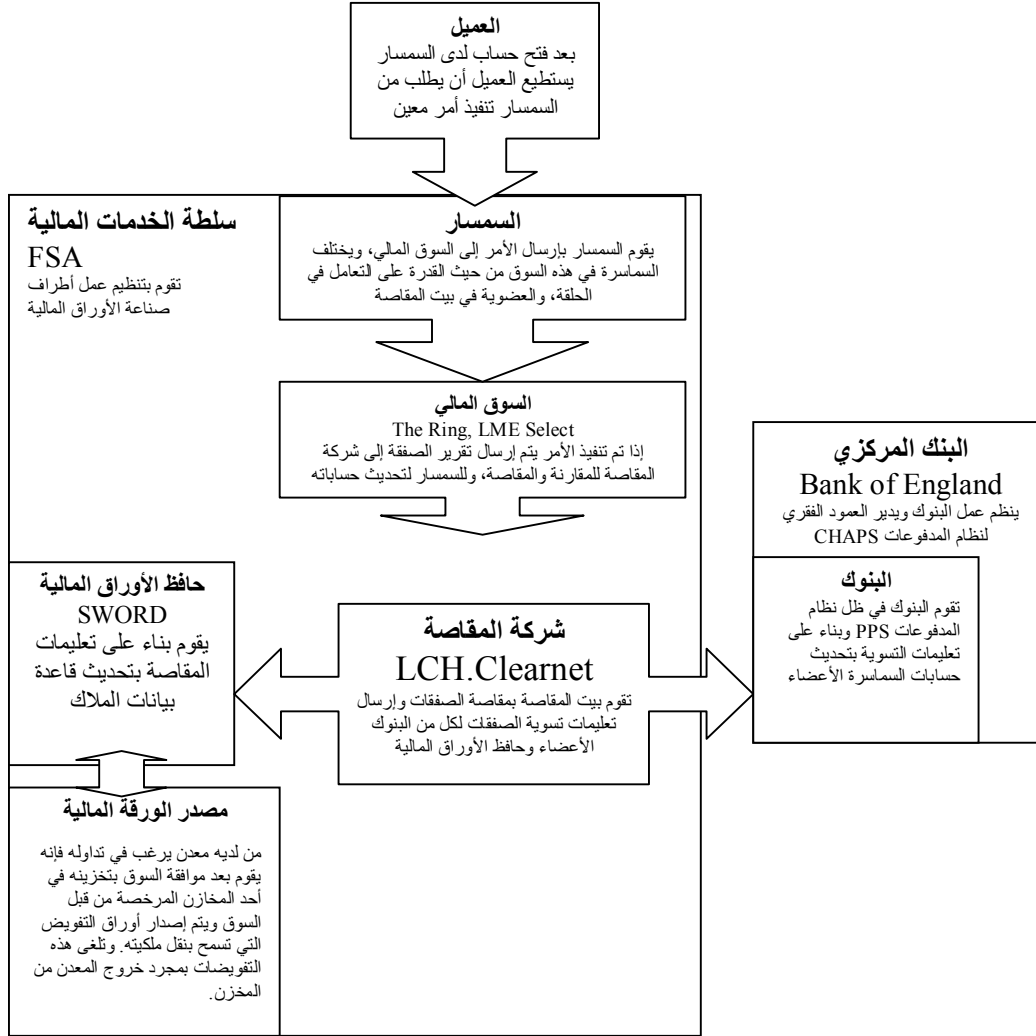 العميل
بعد فتح حساب لدى السمسار
يستطيع العميل أن يطلب من
السمسار تنفيذ أمر معين
سلطة الخدمات المالية
FSA
تقوم بتنظيم عمل أطراف
صناعة الأوراق المالية
السمسار
يقوم السمسار بإرسال الأمر إلى السوق المالي، ويختلف
السماسرة في هذه السوق من حيث القدرة على التعامل في
الحلقة، والعضوية في بيت المقاصة
السوق المالي
The Ring, LME Select
إذا تم تنفيذ الأمر يتم إرسال تقرير الصفقة إلى شركة
المقاصة للمقارنة والمقاصة، وللسمسار لتحديث حساباته
البنك المركزي
Bank of England
ينظم عمل البنوك ويدير العمود الفقري
لنظام المدفوعات CHAPS
البنوك
تقوم البنوك في ظل نظام
المدفوعات PPS وبناء على
تعليمات التسوية بتحديث
حسابات السماسرة الأعضاء
شركة المقاصة
LCH.Clearnet
تقوم بيت المقاصة بمقاصة الصفقات وإرسال
تعليمات تسوية الصفقات لكل من البنوك
الأعضاء وحافظ الأوراق المالية
حافظ الأوراق المالية
SWORD
يقوم بناء على تعليمات
المقاصة بتحديث قاعدة
بيانات الملاك
مصدر الورقة المالية
من لديه معدن يرغب في تداوله فإنه
يقوم بعد موافقة السوق بتخزينه في
أحد المخازن المرخصة من قبل
السوق ويتم إصدار أوراق التفويض
التي تسمح بنقل ملكيته. وتلغى هذه
التفويضات بمجرد خروج المعدن من
المخزن.